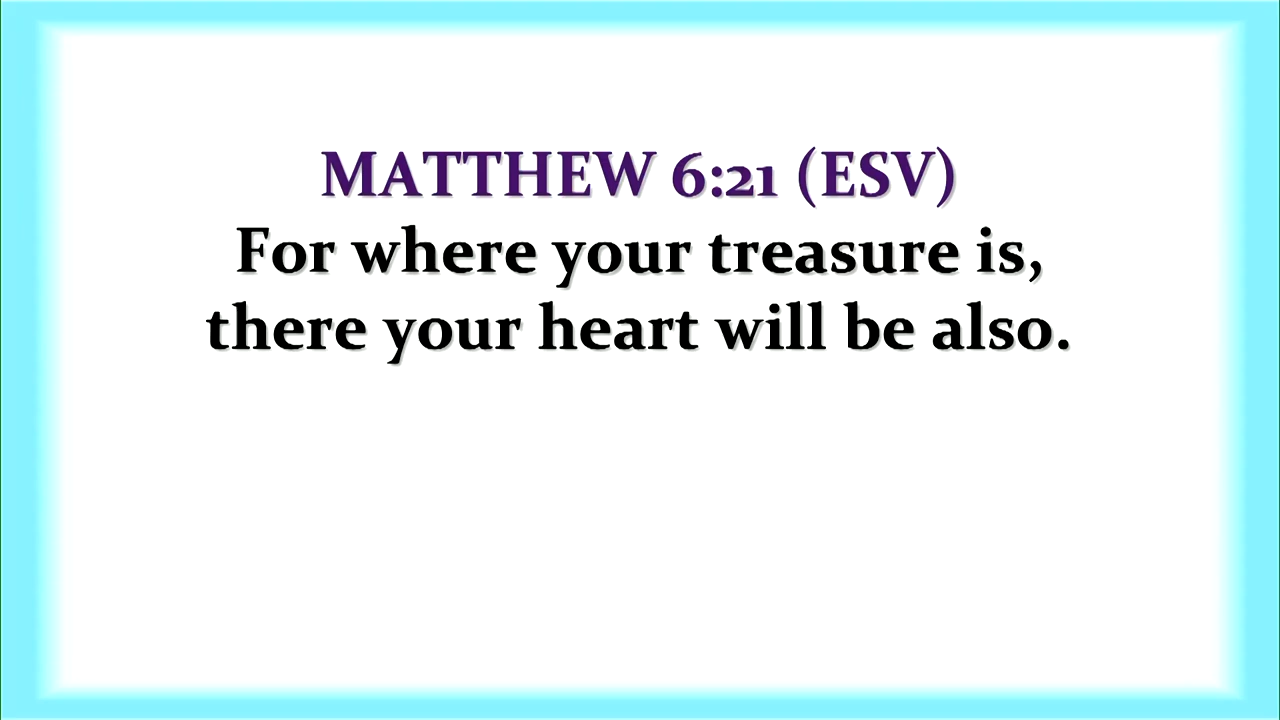 MATTHEW 6:21 (ESV)
For where your treasure is,
there your heart will be also.